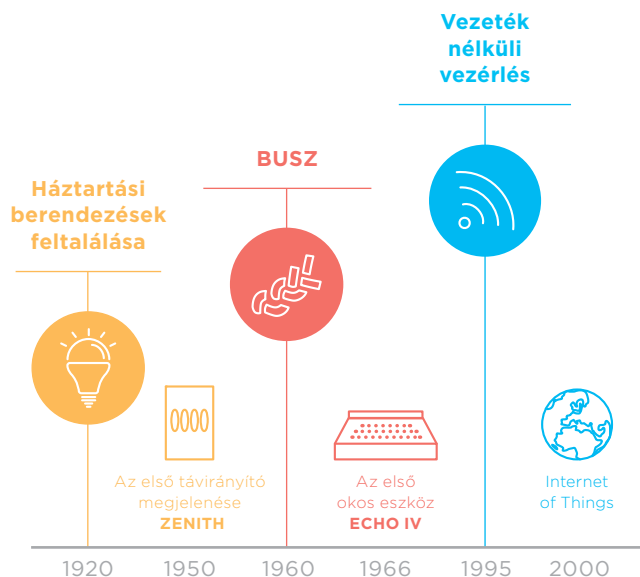 Vezeték
nélküli
vezérlés
BUSZ
Háztartási
berendezések
feltalálása
0000
Az első távirányító
megjelenése
ZENITH
Az első
okos eszköz
ECHO IV
Internet
of Things
1920 1950 1960 1966 1995 2000